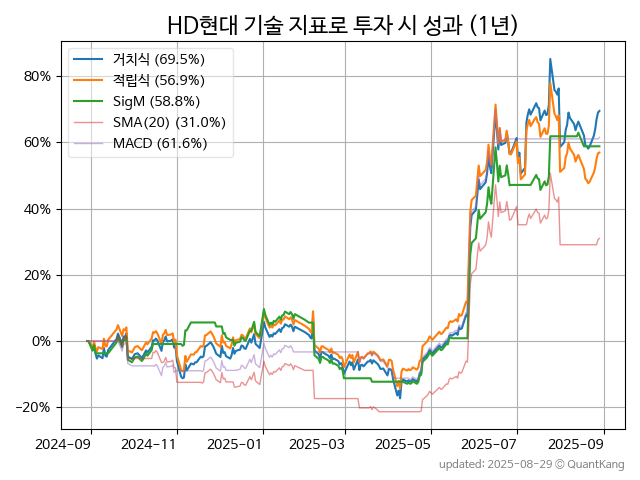 HD현대 기술 지표로 투자 시 성과 (1년)
거치식 (69.5%)
적립식 (56.9%)
SigM (58.8%)
SMA(20) (31.0%)
MACD (61.6%)
80%
60%
40%
20%
0%
−20%
2024-09
2024-11
2025-01
2025-03
2025-05
2025-07
2025-09
updated: 2025-08-29 © QuantKang